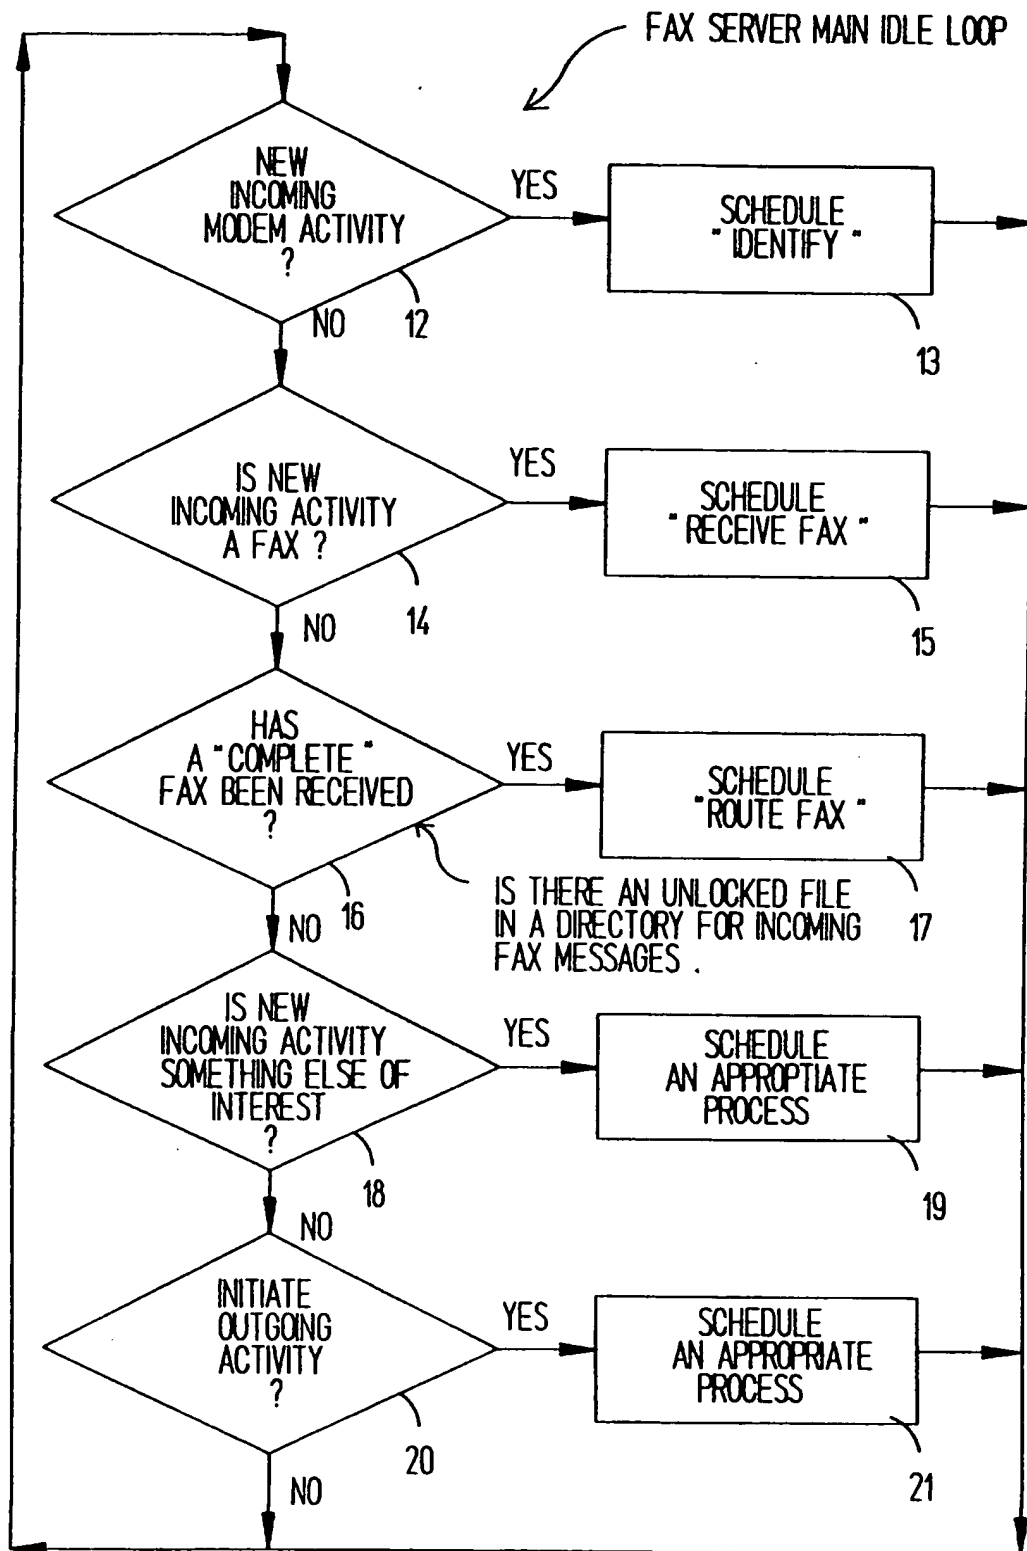 FAX SERVER MAIN IDLE LOOP
NEW
INCOMING
MODEM ACTIVITY
?
YES
SCHEDULE
"IDENTIFY"
NO
12
13
IS NEW
INCOMING ACTIVITY
A FAX ?
YES
SCHEDULE
"RECEIVE FAX"
NO
14
15
HAS
A "COMPLETE"
FAX BEEN RECEIVED
?
YES
SCHEDULE
"ROUTE FAX"
NO
16
17
IS THERE AN UNLOCKED FILE
IN A DIRECTORY FOR INCOMING
FAX MESSAGES .
IS NEW
INCOMING ACTIVITY
SOMETHING ELSE OF
INTEREST
?
YES
SCHEDULE
AN APPROPTIATE
PROCESS
NO
18
19
INITIATE
OUTGOING
ACTIVITY
?
YES
SCHEDULE
AN APPROPRIATE
PROCESS
NO
20
21